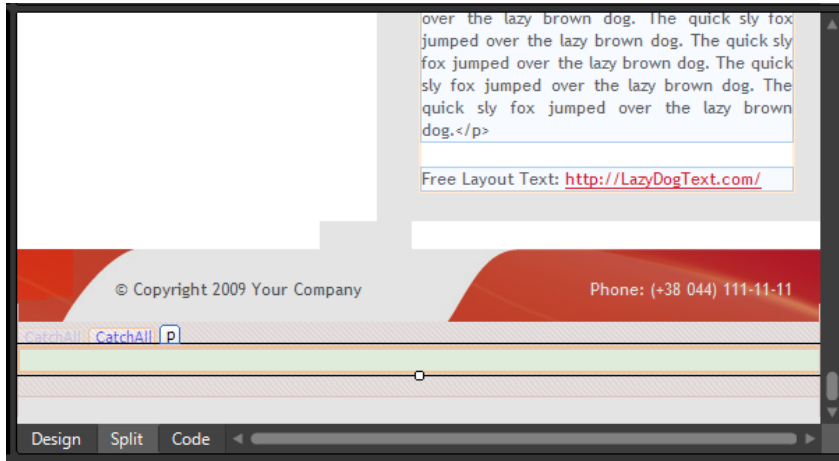 over the lazy brown dog. The quick sly fox
jumped over the lazy brown dog. The quick sly
fox jumped over the lazy brown dog. The quick
sly fox jumped over the lazy brown dog. The
quick sly fox jumped over the lazy brown
dog.</p>
Free Layout Text: http://LazyDogText.com/
© Copyright 2009 Your Company
Phone: (+38 044) 111-11-11
CatchAll CatchAll p
Design Split Code